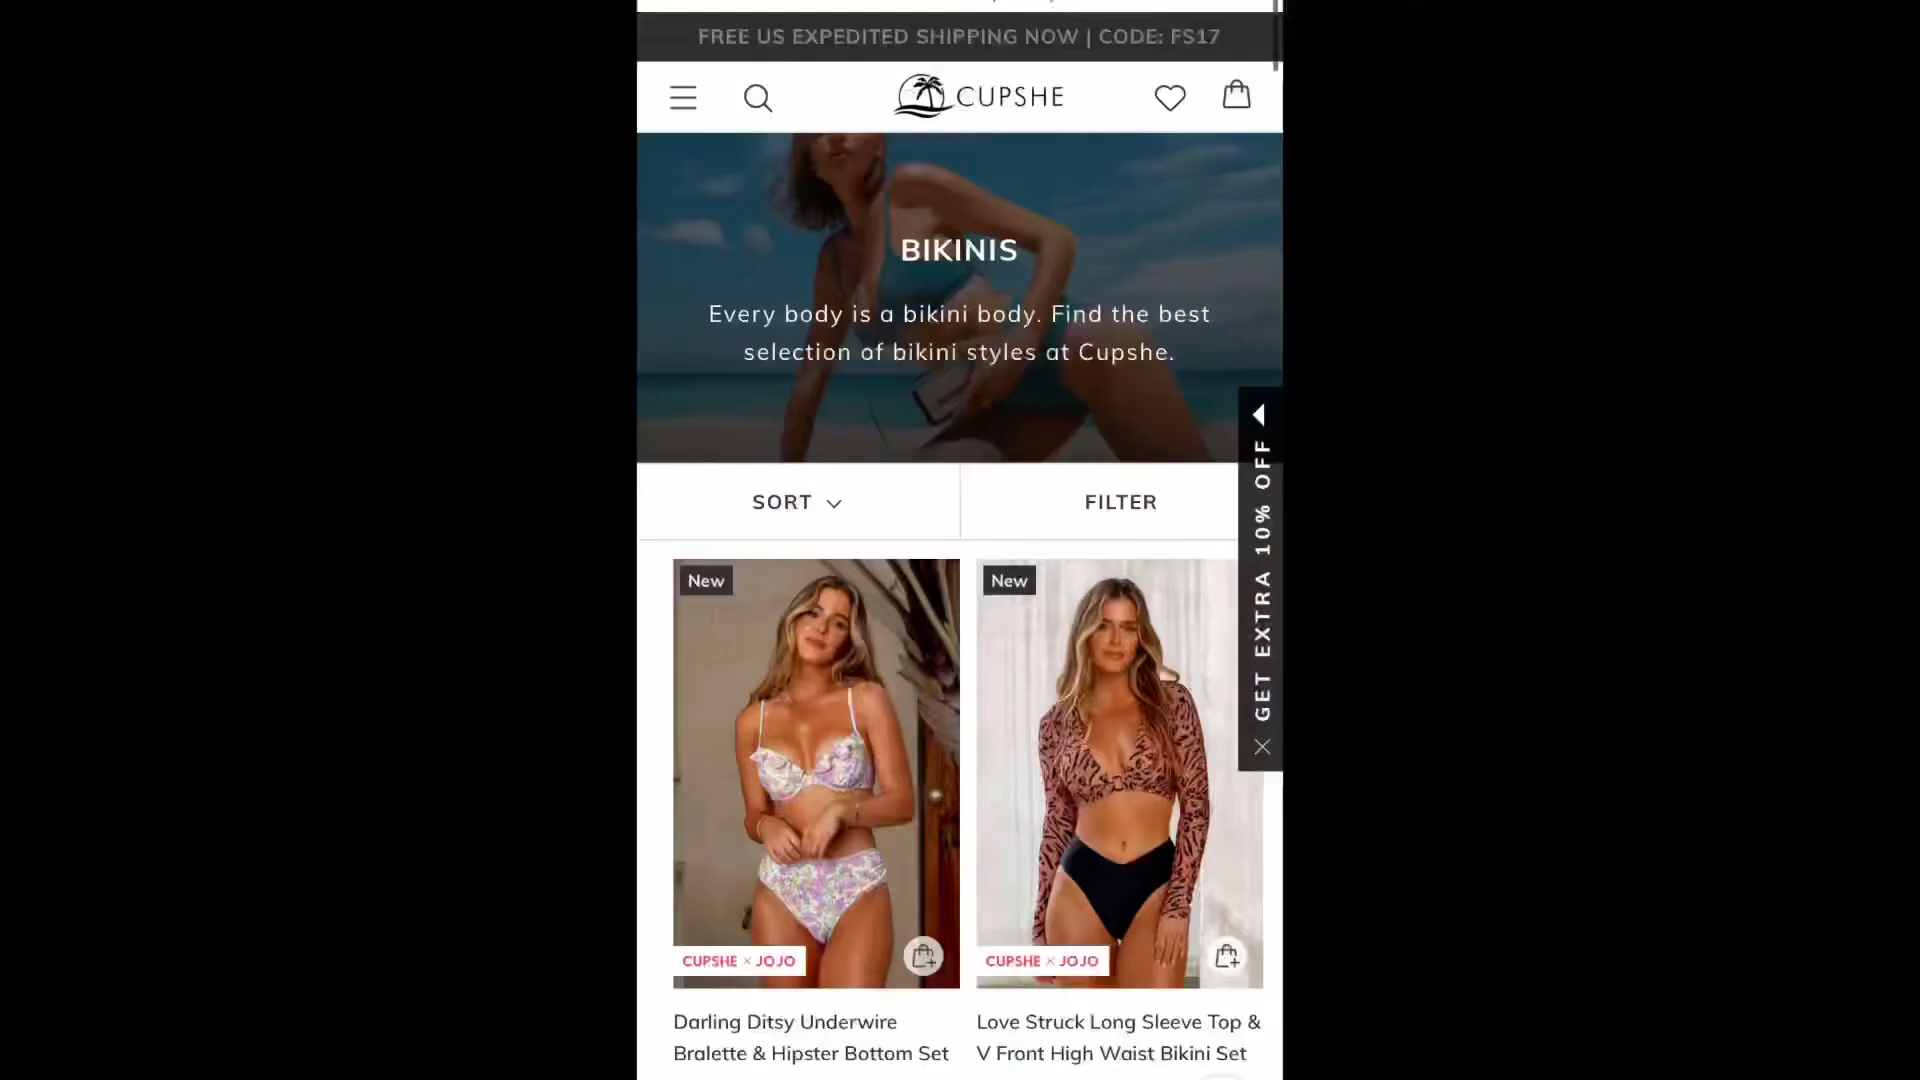 FREE US EXPEDITED SHIPPING NOW | CODE: FS17
CUPSHE
BIKINIS
Every body is a bikini body. Find the best
selection of bikini styles at Cupshe.
GET EXTRA 10% OFF
SORT
FILTER
New
New
CUPSHE × JOJO
CUPSHE × JOJO
Darling Ditsy Underwire
Bralette & Hipster Bottom Set
Love Struck Long Sleeve Top &
V Front High Waist Bikini Set